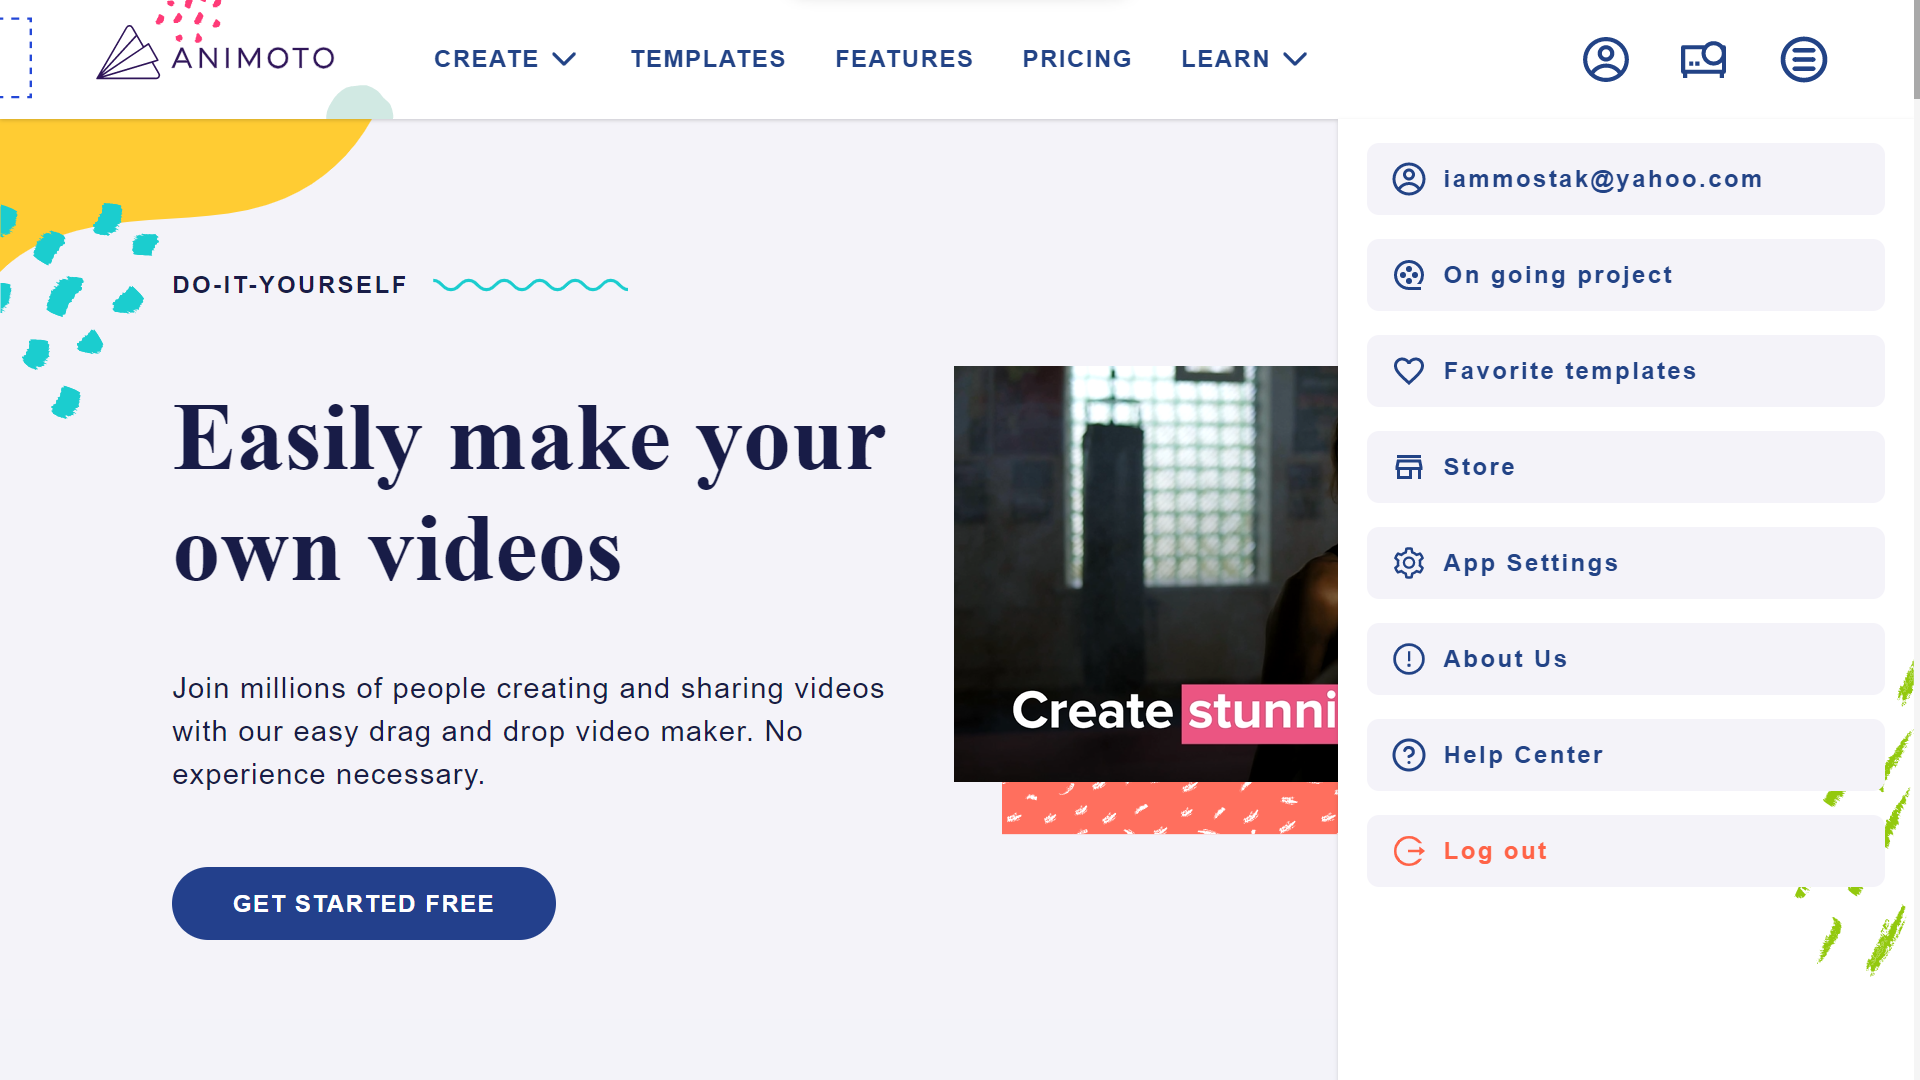 ANIMOTO
CREATE
TEMPLATES
FEATURES
PRICING
LEARN
DO-IT-YOURSELF
Easily make your
own videos
Join millions of people creating and sharing videos
with our easy drag and drop video maker. No
experience necessary.
GET STARTED FREE
Create stunni
iammostak@yahoo.com
On going project
Favorite templates
Store
App Settings
About Us
Help Center
Log out